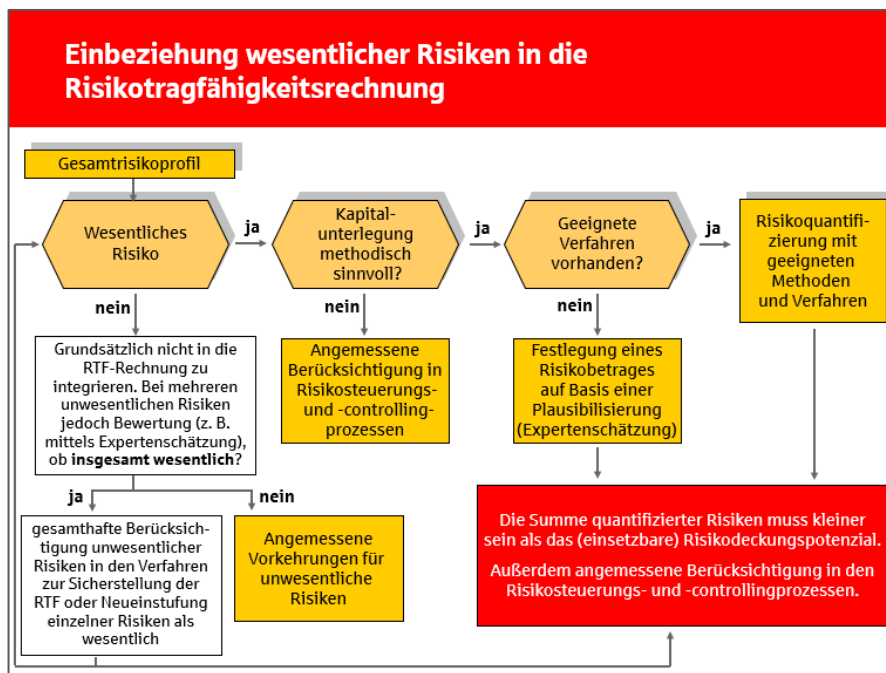 Einbeziehung wesentlicher Risiken in die
Risikotragfähigkeitsrechnung
Gesamtrisikoprofil
Wesentliches
Risiko
ja
Kapital-
unterlegung
methodisch
sinnvoll?
ja
Geeignete
Verfahren
vorhanden?
ja
Risikoquantifi-
zierung mit
geeigneten
Methoden
und Verfahren
nein
nein
nein
Grundsätzlich nicht in die
RTF-Rechnung zu
integrieren. Bei mehreren
unwesentlichen Risiken
jedoch Bewertung (z. B.
mittels Expertenschätzung),
ob insgesamt wesentlich?
Angemessene
Berücksichtigung in
Risikosteuerungs-
und -controlling-
prozessen
Festlegung eines
Risikobetrages
auf Basis einer
Plausibilisierung
(Expertenschätzung)
ja
nein
gesamthafte Berücksich-
tigung unwesentlicher
Risiken in den Verfahren
zur Sicherstellung der
RTF oder Neueinstufung
einzelner Risiken als
wesentlich
Angemessene
Vorkehrungen für
unwesentliche
Risiken
Die Summe quantifizierter Risiken muss kleiner
sein als das (einsetzbare) Risikodeckungspotenzial.
Außerdem angemessene Berücksichtigung in den
Risikosteuerungs- und -controllingprozessen.